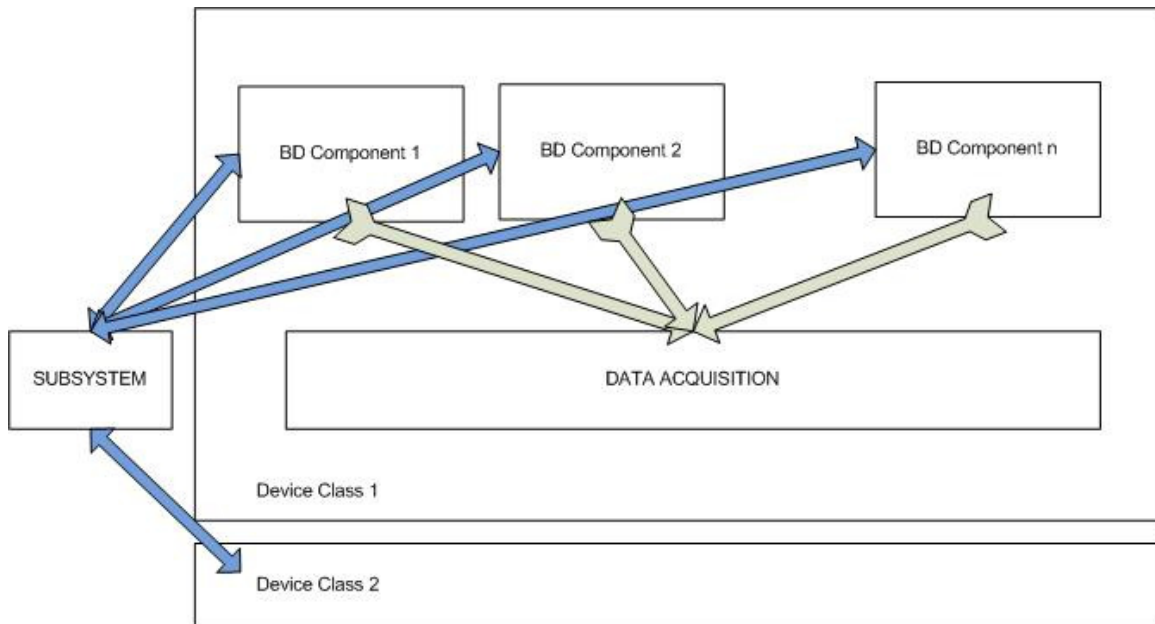 BD Component 1
BD Component 2
BD Component n
SUBSYSTEM
DATA ACQUISITION
Device Class 1
Device Class 2